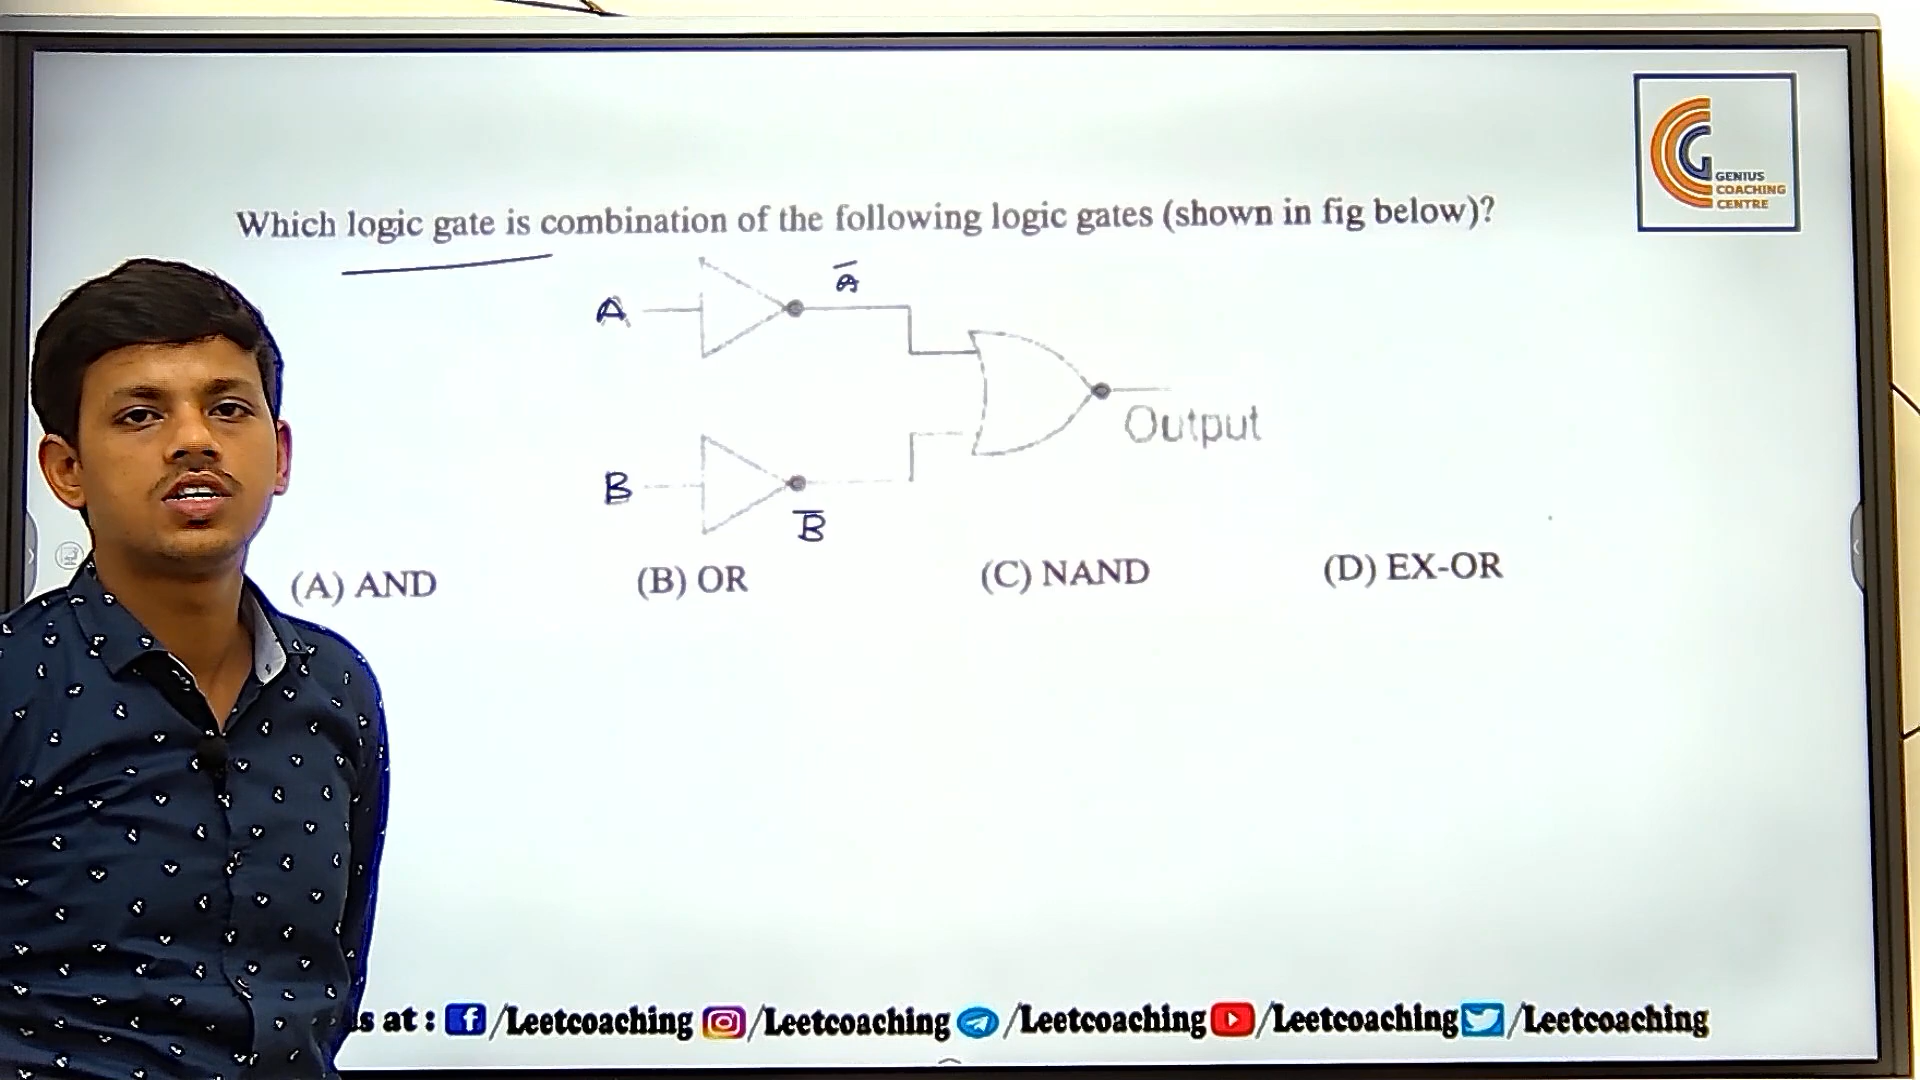 GENIUS
COACHING
CENTRE
Which logic gate is combination of the following logic gates (shown in fig below)?
A
A̅
Output
B
B̅
(A) AND (B) OR (C) NAND (D) EX-OR
s at : /Leetcoaching /Leetcoaching /Leetcoaching /Leetcoaching /Leetcoaching